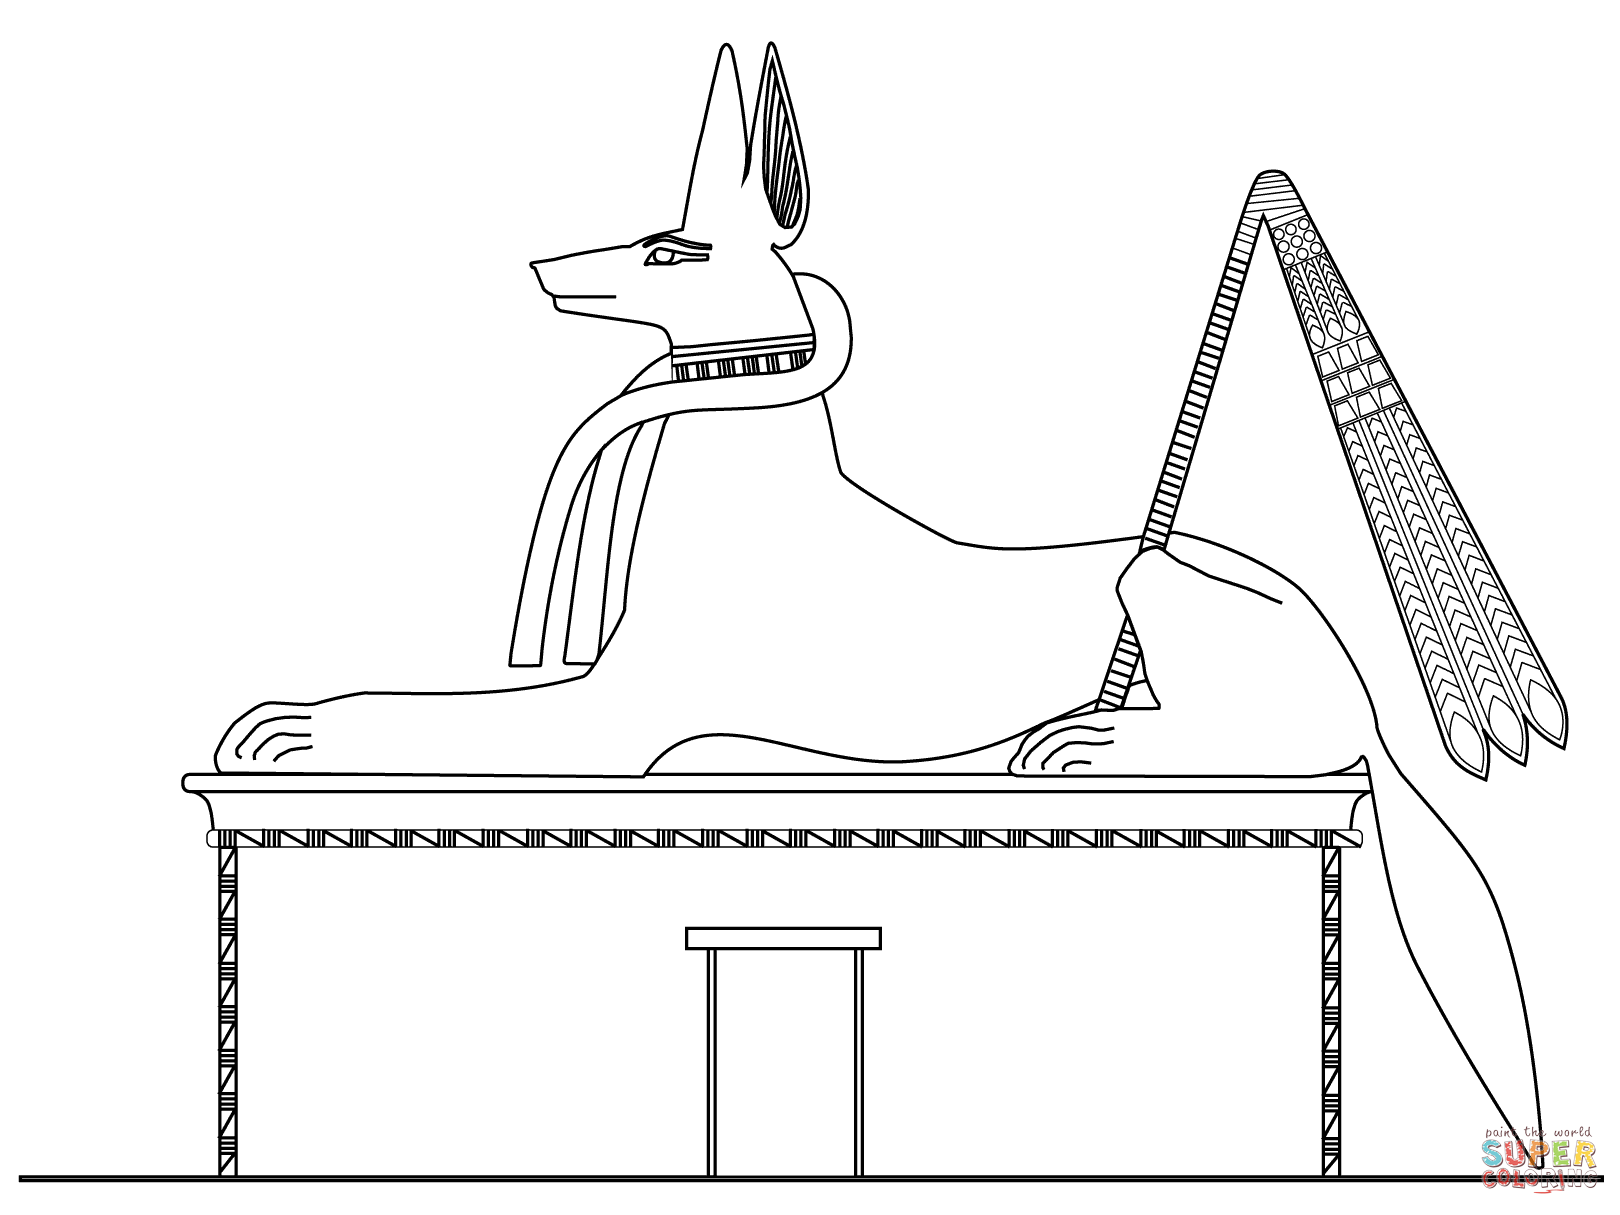 paint the world
SUPER
COLORING